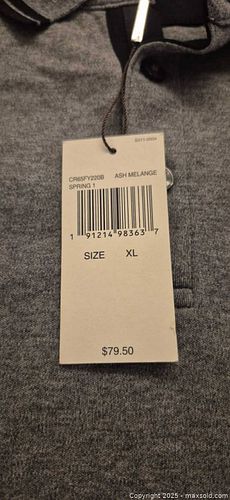 CR65FY220B ASH MELANGE
SPRING 1
1 91214 98363 7
SIZE XL
$79.50
Copyright © 2025 - maxsold.com